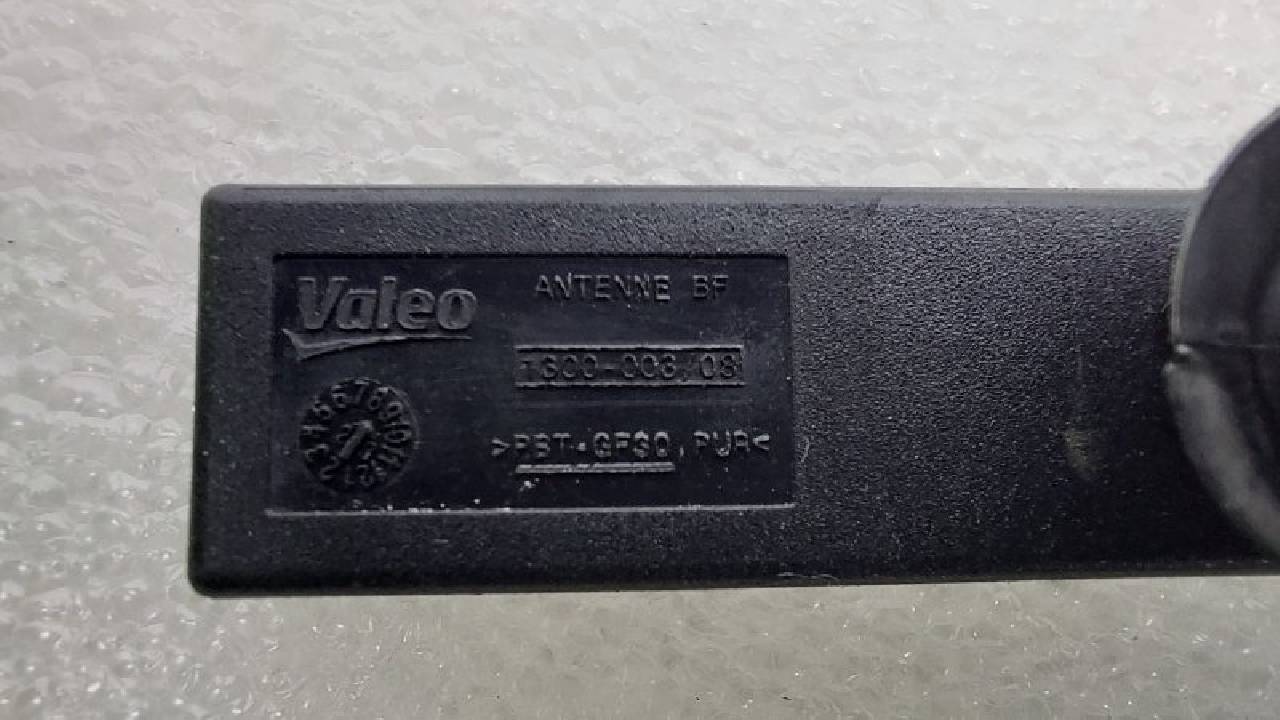 Valeo
ANTENNE BF
1300-003/08
>PBT-GF30,PUR<